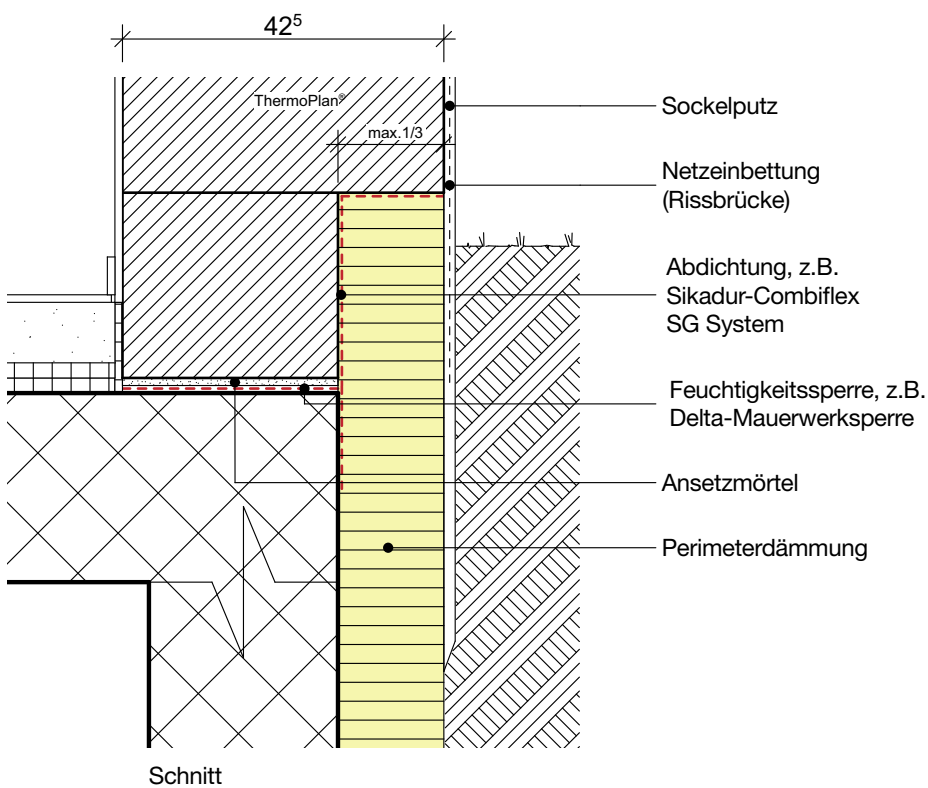 42⁵
ThermoPlan®
max.1/3
Sockelputz
Netzeinbettung
(Rissbrücke)
Abdichtung, z.B.
Sikadur-Combiflex
SG System
Feuchtigkeitssperre, z.B.
Delta-Mauerwerksperre
Ansetzmörtel
Perimeterdämmung
Schnitt